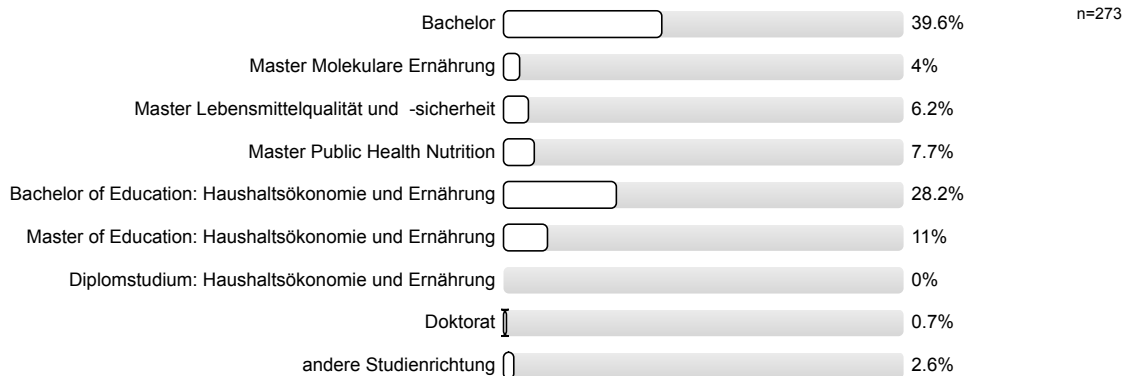 Bachelor 39.6% n=273
Master Molekulare Ernährung 4%
Master Lebensmittelqualität und -sicherheit 6.2%
Master Public Health Nutrition 7.7%
Bachelor of Education: Haushaltsökonomie und Ernährung 28.2%
Master of Education: Haushaltsökonomie und Ernährung 11%
Diplomstudium: Haushaltsökonomie und Ernährung 0%
Doktorat 0.7%
andere Studienrichtung 2.6%